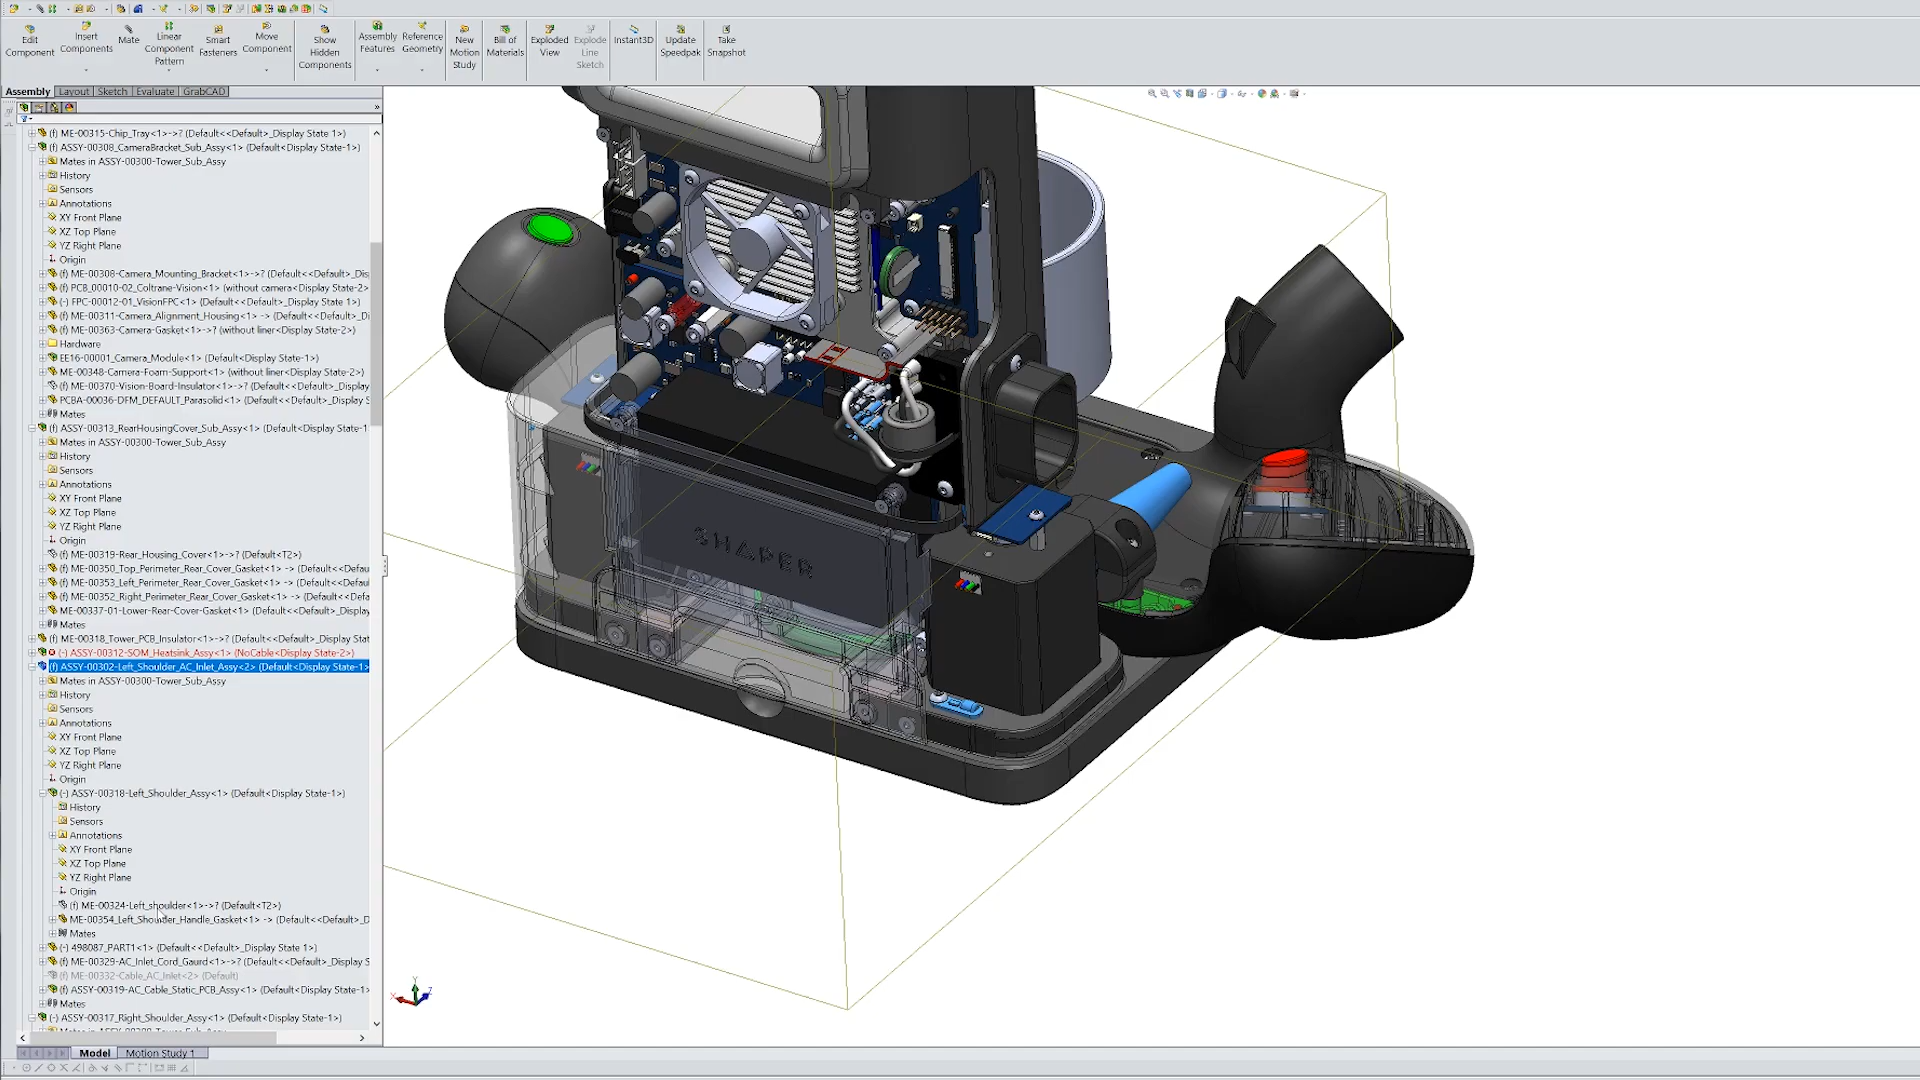 Edit
Component
Insert
Components
Mate
Linear
Component
Pattern
Smart
Fasteners
Move
Component
Show
Hidden
Components
Assembly
Features
Reference
Geometry
New
Motion
Study
Bill of
Materials
Exploded
View
Explode
Line
Sketch
Instant3D
Update
Speedpak
Take
Snapshot
Assembly Layout Sketch Evaluate GrabCAD
(f) ME-00315-Chip_Tray<1>->? (Default<<Default>_Display State 1>)
(f) ASSY-00308_CameraBracket_Sub_Assy<1> (Default<Display State-1>)
Mates in ASSY-00300-Tower_Sub_Assy
History
Sensors
Annotations
XY Front Plane
XZ Top Plane
YZ Right Plane
Origin
(f) ME-00308-Camera_Mounting_Bracket<1>->? (Default<<Default>_Dis
(f) PCB_00010-02_Coltrane-Vision<1> (without camera<Display State-2>
(-) FPC-00012-01_VisionFPC<1> (Default<<Default>_Display State 1>)
(f) ME-00311-Camera_Alignment_Housing<1> -> (Default<<Default>_Di
(f) ME-00363-Camera-Gasket<1>->? (without liner<Display State-2>)
Hardware
EE16-00001_Camera_Module<1> (Default<Display State-1>)
ME-00348-Camera-Foam-Support<1> (without liner<Display State-2>)
(f) ME-00370-Vision-Board-Insulator<1>->? (Default<<Default>_Display
PCBA-00036-DFM_DEFAULT_Parasolid<1> (Default<<Default>_Display S
Mates
(f) ASSY-00313_RearHousingCover_Sub_Assy<1> (Default<Display State-1
Mates in ASSY-00300-Tower_Sub_Assy
History
Sensors
Annotations
XY Front Plane
XZ Top Plane
YZ Right Plane
Origin
(f) ME-00319-Rear_Housing_Cover<1>->? (Default<T2>)
(f) ME-00350_Top_Perimeter_Rear_Cover_Gasket<1> -> (Default<<Defau
(f) ME-00353_Left_Perimeter_Rear_Cover_Gasket<1> -> (Default<<Defau
(f) ME-00352_Right_Perimeter_Rear_Cover_Gasket<1> -> (Default<<Defa
ME-00337-01-Lower-Rear-Cover-Gasket<1> (Default<<Default>_Display
Mates
(f) ME-00318_Tower_PCB_Insulator<1>->? (Default<<Default>_Display Stat
(-) ASSY-00312-SOM_Heatsink_Assy<1> (NoCable<Display State-2>)
(f) ASSY-00302-Left_Shoulder_AC_Inlet_Assy<2> (Default<Display State-1>
Mates in ASSY-00300-Tower_Sub_Assy
History
Sensors
Annotations
XY Front Plane
XZ Top Plane
YZ Right Plane
Origin
(-) ASSY-00318-Left_Shoulder_Assy<1> (Default<Display State-1>)
History
Sensors
Annotations
XY Front Plane
XZ Top Plane
YZ Right Plane
Origin
(f) ME-00324-Left_shoulder<1>->? (Default<T2>)
ME-00354_Left_Shoulder_Handle_Gasket<1> -> (Default<<Default>_D
Mates
(-) 498087_PART1<1> (Default<<Default>_Display State 1>)
(f) ME-00329-AC_Inlet_Cord_Gaurd<1>->? (Default<<Default>_Display S
(f) ME-00332-Cable_AC_Inlet<2> (Default)
(f) ASSY-00319-AC_Cable_Static_PCB_Assy<1> (Default<Display State-1>
Mates
(-) ASSY-00317_Right_Shoulder_Assy<1> (Default<Display State-1>)
SHAPER
Model Motion Study 1